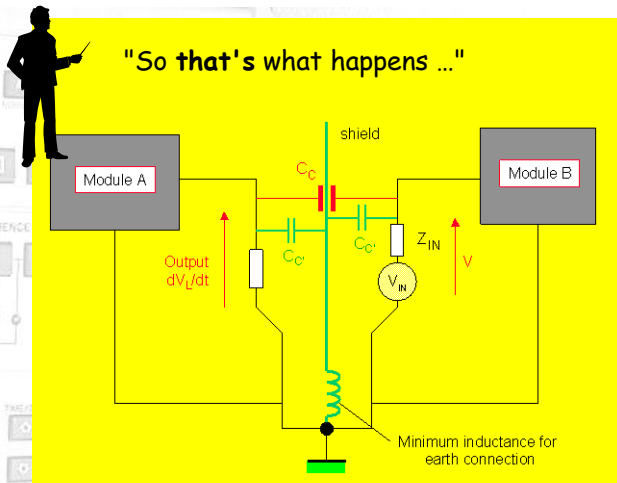 "So that's what happens ..."
shield
Module A
C_C
Module B
C_C'
C_C'
Z_IN
Output
dV_L/dt
V
V_IN
Minimum inductance for
earth connection